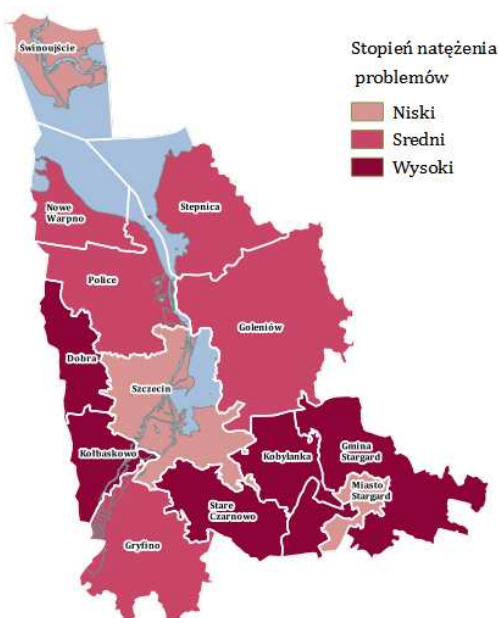 Świnoujście
Stopień natężenia
problemów
Niski
Sredni
Wysoki
Nowe
Warpno
Stepnica
Police
Goleniów
Dobra
Szczecin
Kołbaskowo
Kobylanka
Gmina
Stargard
Miasto
Stargard
Stare
Czarnowo
Gryfino